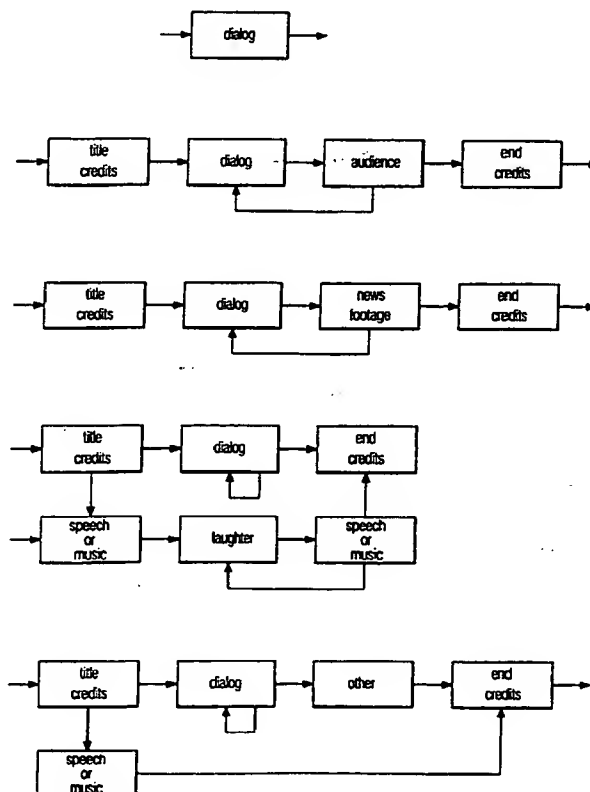 dialog
title
credits
dialog
audience
end
credits
title
credits
dialog
news
footage
end
credits
title
credits
dialog
end
credits
speech
or
music
laughter
speech
or
music
title
credits
dialog
other
end
credits
speech
or
music